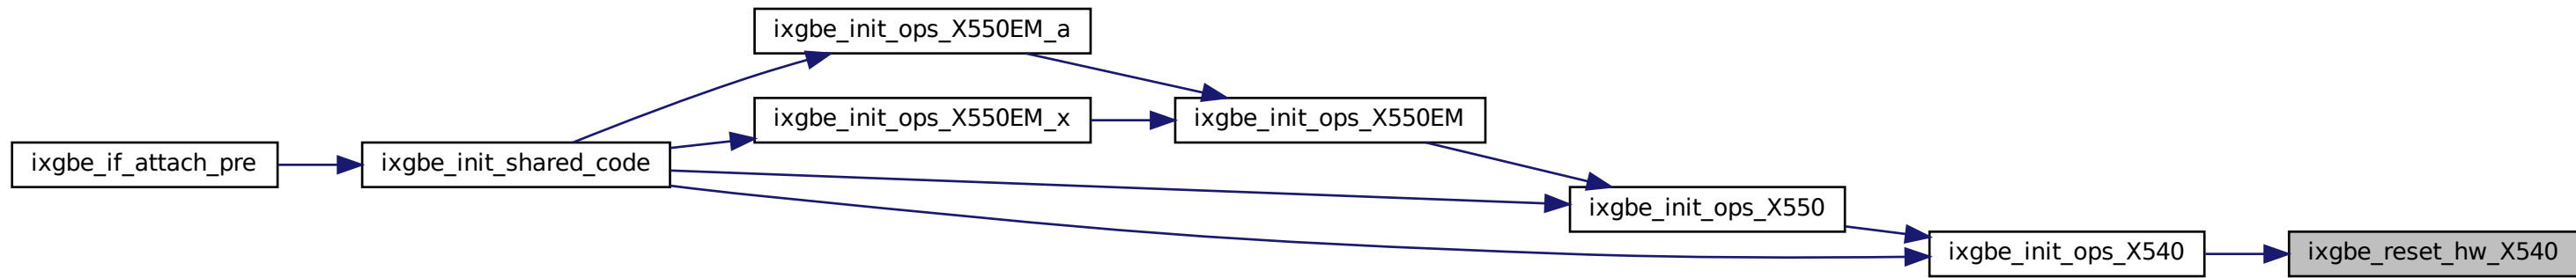 ixgbe_init_ops_X550EM_a
ixgbe_init_ops_X550EM_x
ixgbe_init_ops_X550EM
ixgbe_if_attach_pre
ixgbe_init_shared_code
ixgbe_init_ops_X550
ixgbe_init_ops_X540
ixgbe_reset_hw_X540